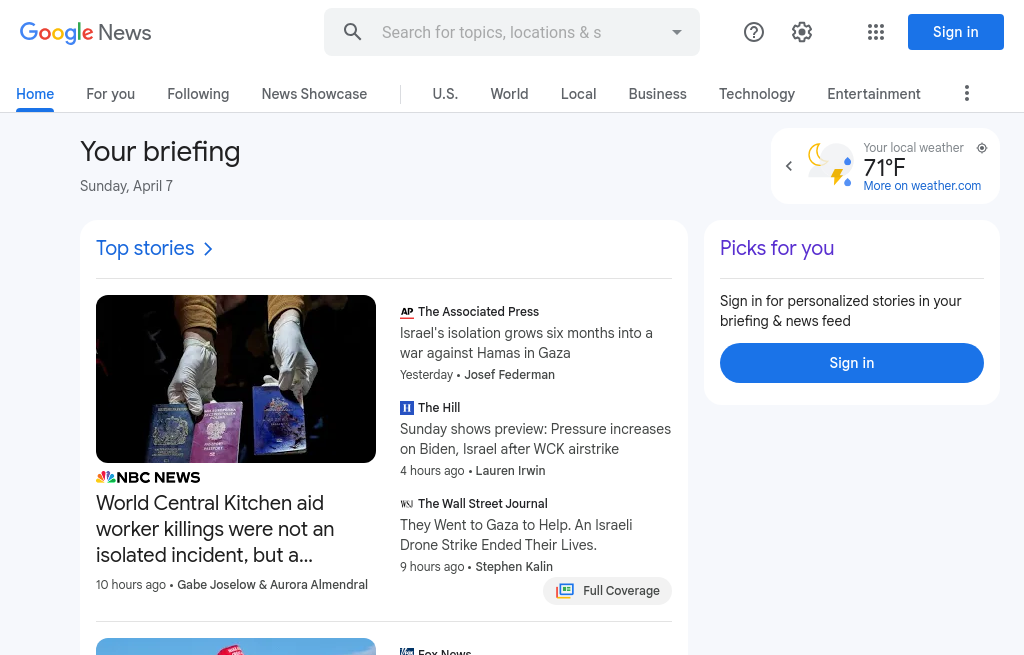 Google News
Search for topics, locations & s
Sign in
Home
For you
Following
News Showcase
U.S.
World
Local
Business
Technology
Entertainment
Your briefing
Sunday, April 7
Your local weather
71°F
More on weather.com
Top stories
Picks for you
Sign in for personalized stories in your
briefing & news feed
Sign in
NBC NEWS
World Central Kitchen aid
worker killings were not an
isolated incident, but a…
10 hours ago • Gabe Joselow & Aurora Almendral
AP The Associated Press
Israel's isolation grows six months into a
war against Hamas in Gaza
Yesterday • Josef Federman
H The Hill
Sunday shows preview: Pressure increases
on Biden, Israel after WCK airstrike
4 hours ago • Lauren Irwin
WSJ The Wall Street Journal
They Went to Gaza to Help. An Israeli
Drone Strike Ended Their Lives.
9 hours ago • Stephen Kalin
Full Coverage
Fox News